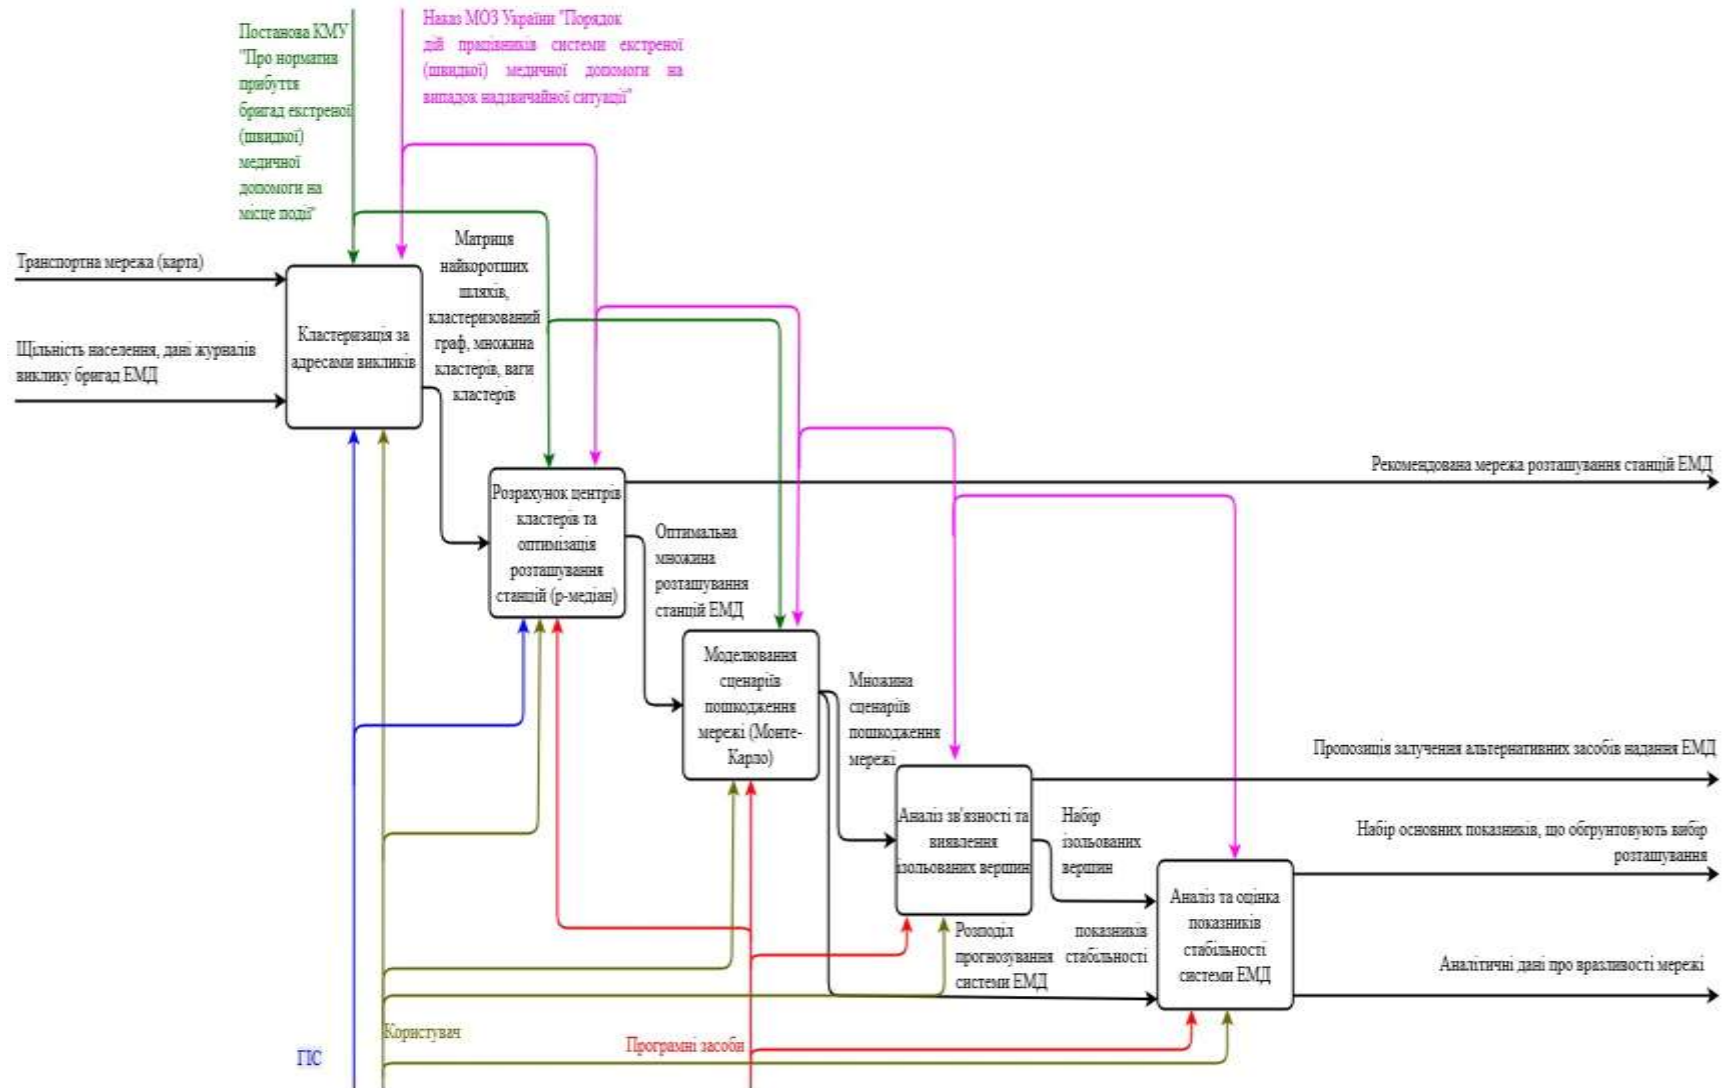 Постанова КМУ
"Про норматив
прибуття
бригад екстреної
(швидкої)
медичної
допомоги на
місце події"
Наказ МОЗ України "Порядок
дій працівників системи екстреної
(швидкої) медичної допомоги на
випадок надзвичайної ситуації"
Транспортна мережа (карта)
Щільність населення, дані журналів
виклику бригад ЕМД
Кластеризація за
адресами викликів
Матриця
найкоротших
шляхів,
кластеризований
граф, множина
кластерів, ваги
кластерів
Розрахунок центрів
кластерів та
оптимізація
розташування
станцій (p-медіан)
Рекомендована мережа розташування станцій ЕМД
Оптимальна
множина
розташування
станцій ЕМД
Моделювання
сценаріїв
пошкодження
мережі (Монте-
Карло)
Множина
сценаріїв
пошкодження
мережі
Аналіз зв'язності та
виявлення
ізольованих вершин
Пропозиція залучення альтернативних засобів надання ЕМД
Набір
ізольованих
вершин
Розподіл показників
прогнозування стабільності
системи ЕМД
Аналіз та оцінка
показників
стабільності
системи ЕМД
Набір основних показників, що обґрунтовують вибір
розташування
Аналітичні дані про вразливості мережі
ГІС
Користувач
Програмні засоби